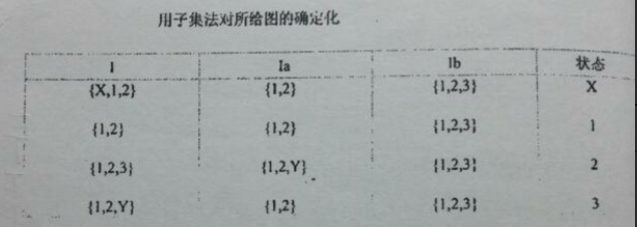 用子集法对所给图的确定化
I Ia Ib 状态
{X,1,2} {1,2} {1,2,3} X
{1,2} {1,2} {1,2,3} 1
{1,2,3} {1,2,Y} {1,2,3} 2
{1,2,Y} {1,2} {1,2,3} 3